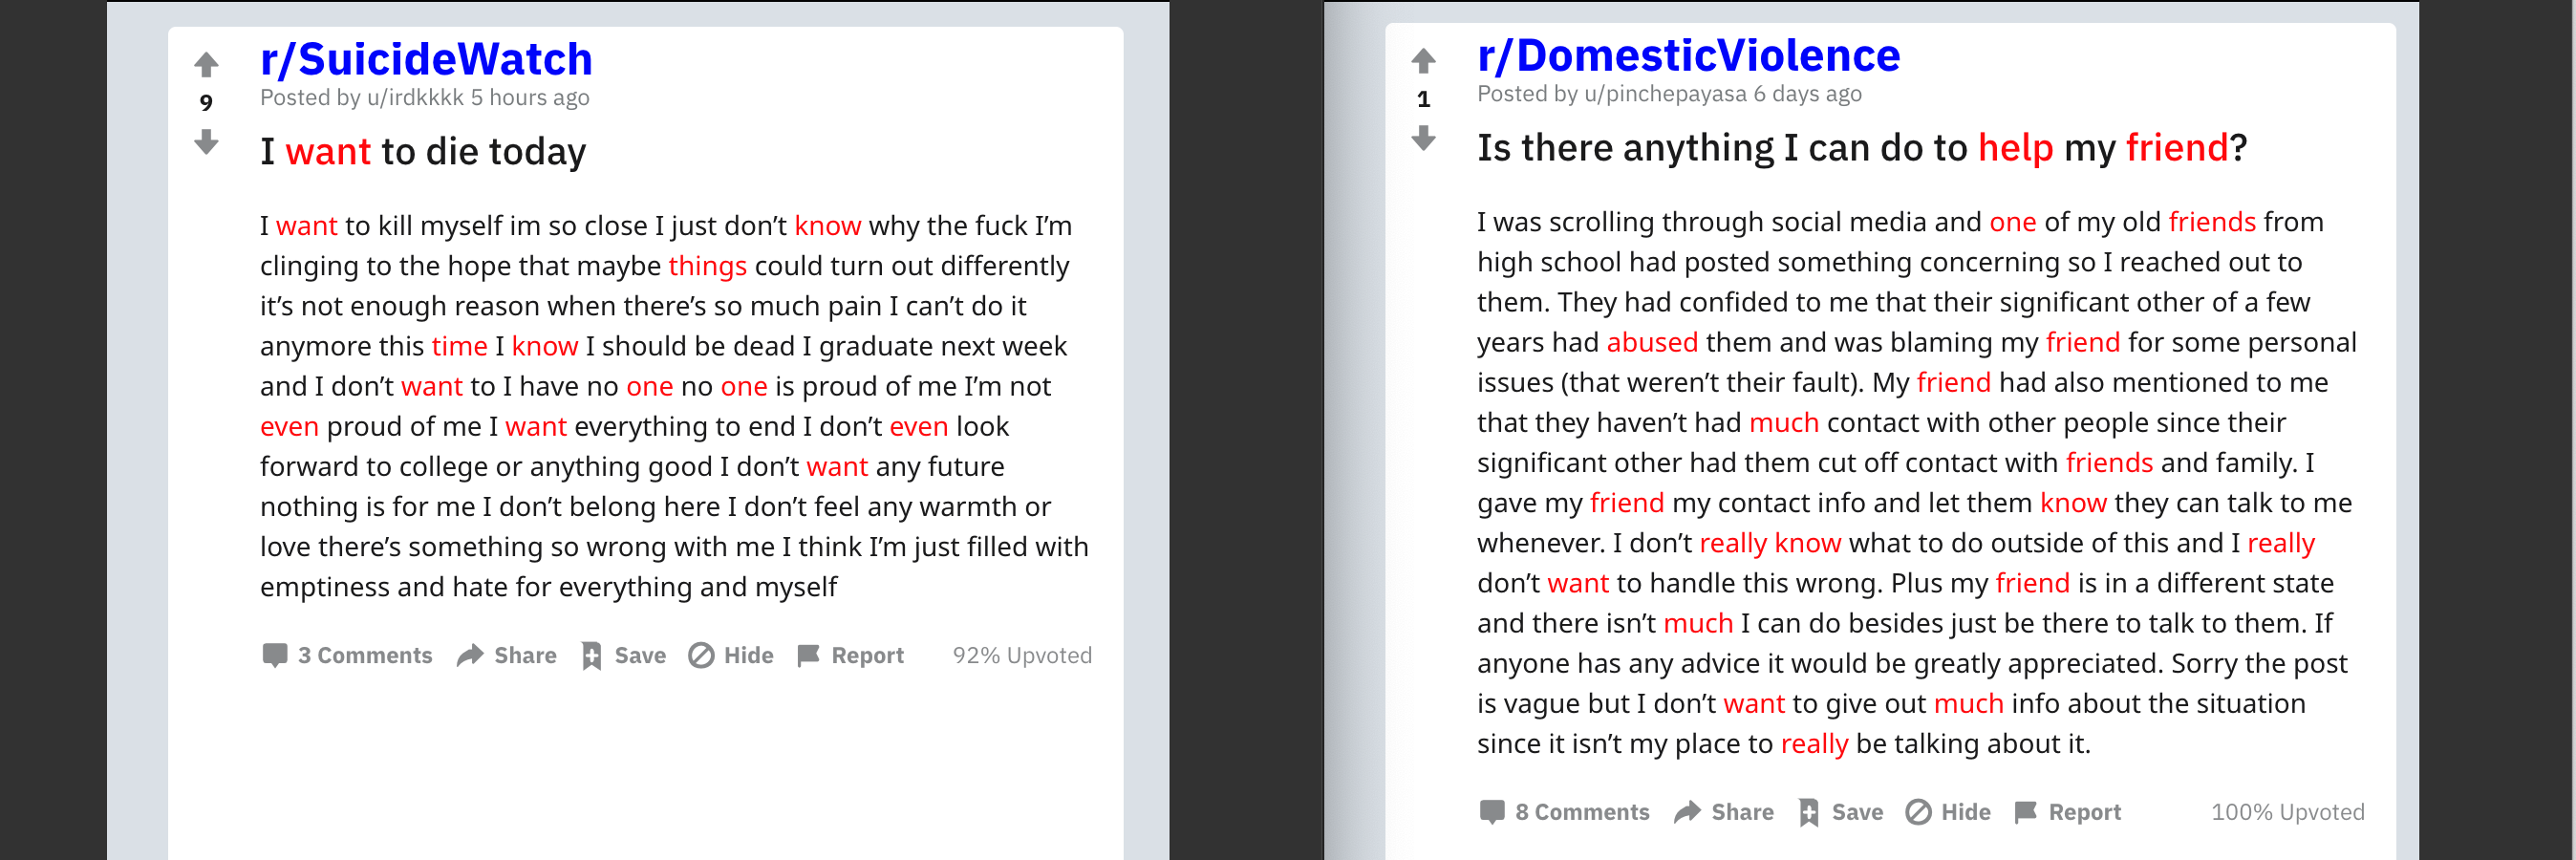 r/SuicideWatch
Posted by u/irdkkkk 5 hours ago
9
I want to die today
I want to kill myself im so close I just don’t know why the fuck I’m
clinging to the hope that maybe things could turn out differently
it’s not enough reason when there’s so much pain I can’t do it
anymore this time I know I should be dead I graduate next week
and I don’t want to I have no one no one is proud of me I’m not
even proud of me I want everything to end I don’t even look
forward to college or anything good I don’t want any future
nothing is for me I don’t belong here I don’t feel any warmth or
love there’s something so wrong with me I think I’m just filled with
emptiness and hate for everything and myself
3 Comments Share Save Hide Report 92% Upvoted
r/DomesticViolence
Posted by u/pinchepayasa 6 days ago
1
Is there anything I can do to help my friend?
I was scrolling through social media and one of my old friends from
high school had posted something concerning so I reached out to
them. They had confided to me that their significant other of a few
years had abused them and was blaming my friend for some personal
issues (that weren’t their fault). My friend had also mentioned to me
that they haven’t had much contact with other people since their
significant other had them cut off contact with friends and family. I
gave my friend my contact info and let them know they can talk to me
whenever. I don’t really know what to do outside of this and I really
don’t want to handle this wrong. Plus my friend is in a different state
and there isn’t much I can do besides just be there to talk to them. If
anyone has any advice it would be greatly appreciated. Sorry the post
is vague but I don’t want to give out much info about the situation
since it isn’t my place to really be talking about it.
8 Comments Share Save Hide Report 100% Upvoted